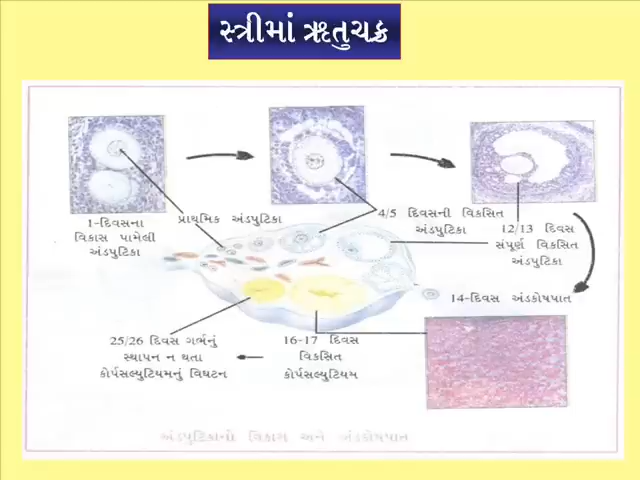 સ્ત્રીમાં ઋતુચક્ર
1-દિવસના
વિકાસ પામેલી
અંડપુટિકા
પ્રાથમિક અંડપુટિકા
4/5 દિવસની વિકસિત
અંડપુટિકા
12/13 દિવસ
સંપૂર્ણ વિકસિત
અંડપુટિકા
14-દિવસ અંડકોષપાત
25/26 દિવસ ગર્ભનું
સ્થાપન ન થતા
કોર્પસલ્યુટિયમનું વિઘટન
16-17 દિવસ
વિકસિત
કોર્પસલ્યુટિયમ
અંડપુટિકાનો વિકાસ અને અંડકોષપાત